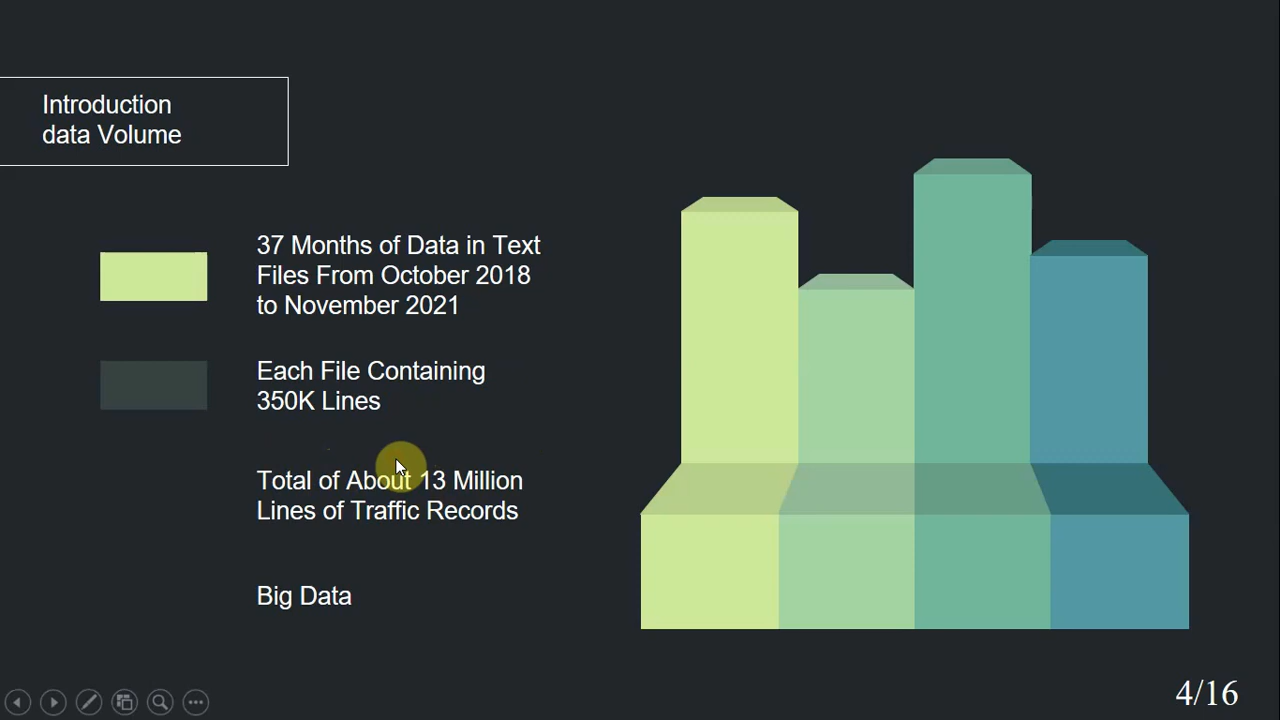 Introduction
data Volume
37 Months of Data in Text
Files From October 2018
to November 2021
Each File Containing
350K Lines
Total of About 13 Million
Lines of Traffic Records
Big Data
4/16